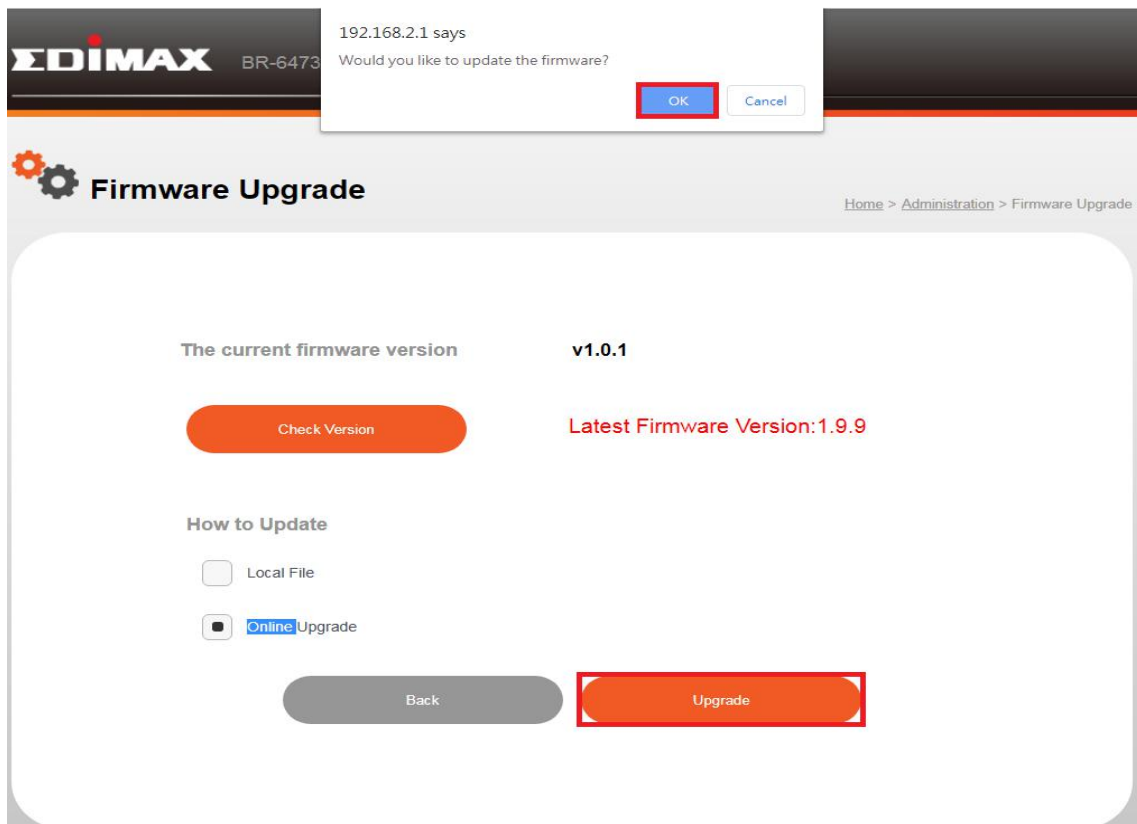 192.168.2.1 says
Would you like to update the firmware?
OK Cancel
EDIMAX BR-6473
Firmware Upgrade
Home > Administration > Firmware Upgrade
The current firmware version v1.0.1
Check Version Latest Firmware Version:1.9.9
How to Update
Local File
Online Upgrade
Back Upgrade